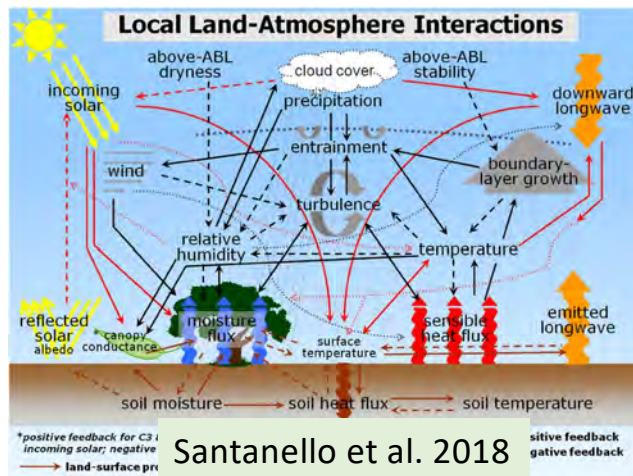 Local Land-Atmosphere Interactions
above-ABL
dryness
cloud cover
above-ABL
stability
incoming
solar
precipitation
downward
longwave
entrainment
wind
boundary-
layer growth
turbulence
relative
humidity
temperature
reflected
solar
albedo
canopy
conductance
moisture
flux
surface
temperature
sensible
heat flux
emitted
longwave
soil moisture
soil heat flux
soil temperature
*positive feedback for C3
incoming solar; negative
land-surface
Santanello et al. 2018
feedback
feedback